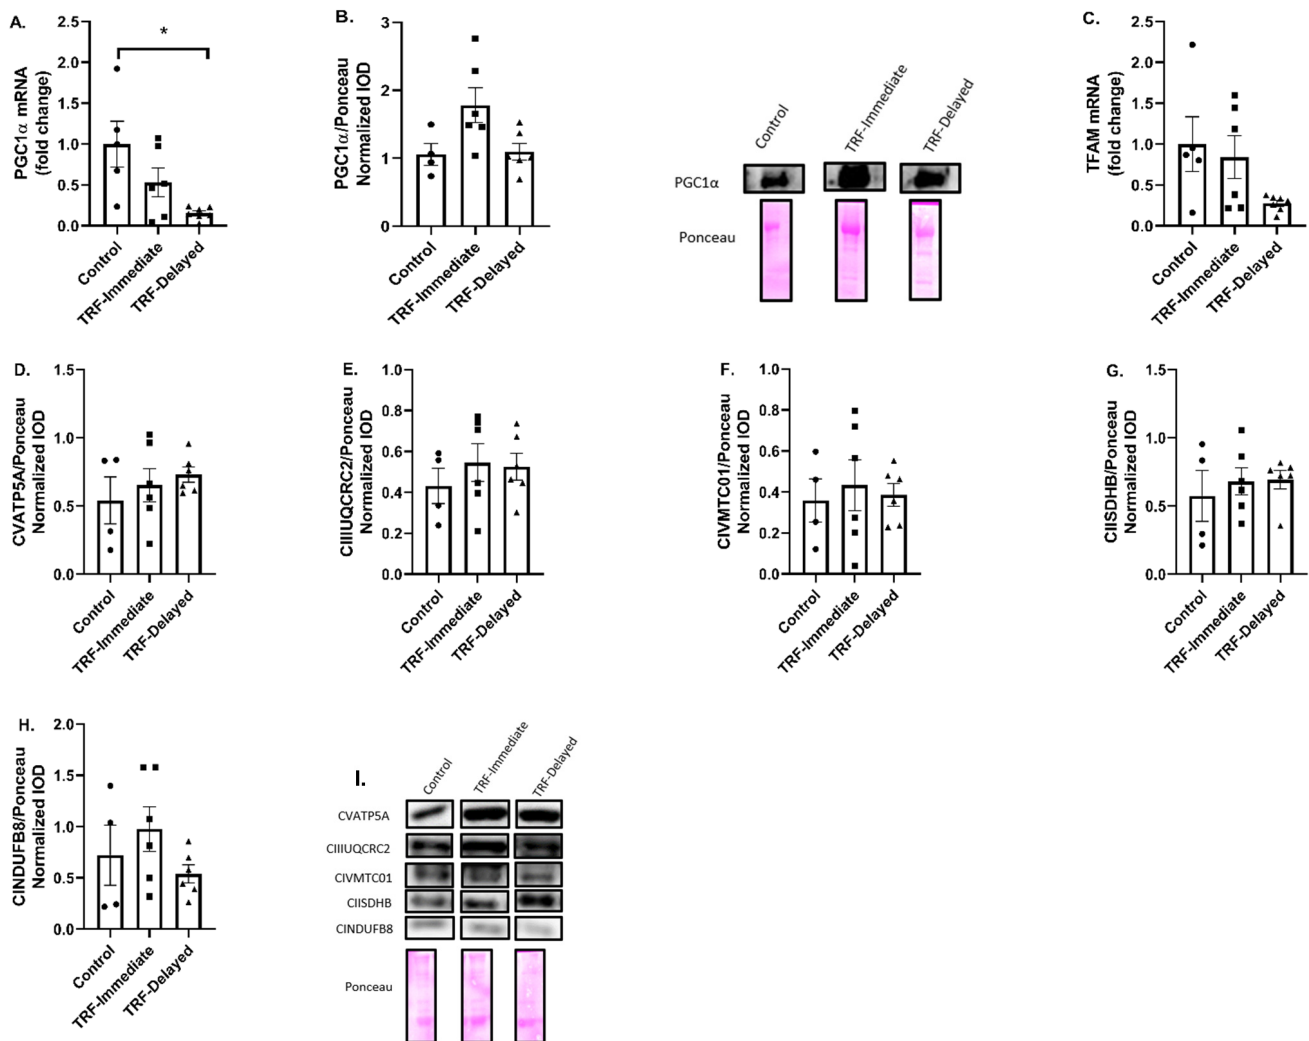 A.
PGC1α mRNA
(fold change)
2.5
2.0
1.5
1.0
0.5
0.0
*
Control
TRF-Immediate
TRF-Delayed
B.
PGC1α/Ponceau
Normalized IOD
3
2
1
0
Control
TRF-Immediate
TRF-Delayed
Control
TRF-Immediate
TRF-Delayed
PGC1α
Ponceau
C.
TFAM mRNA
(fold change)
2.5
2.0
1.5
1.0
0.5
0.0
Control
TRF-Immediate
TRF-Delayed
D.
CVATP5A/Ponceau
Normalized IOD
1.5
1.0
0.5
0.0
Control
TRF-Immediate
TRF-Delayed
E.
CIIIUQCRC2/Ponceau
Normalized IOD
1.0
0.8
0.6
0.4
0.2
0.0
Control
TRF-Immediate
TRF-Delayed
F.
CIVMTC01/Ponceau
Normalized IOD
1.0
0.8
0.6
0.4
0.2
0.0
Control
TRF-Immediate
TRF-Delayed
G.
CIISDHB/Ponceau
Normalized IOD
1.5
1.0
0.5
0.0
Control
TRF-Immediate
TRF-Delayed
H.
CINDUFB8/Ponceau
Normalized IOD
2.0
1.5
1.0
0.5
0.0
Control
TRF-Immediate
TRF-Delayed
I.
Control
TRF-Immediate
TRF-Delayed
CVATP5A
CIIIUQCRC2
CIVMTC01
CIISDHB
CINDUFB8
Ponceau